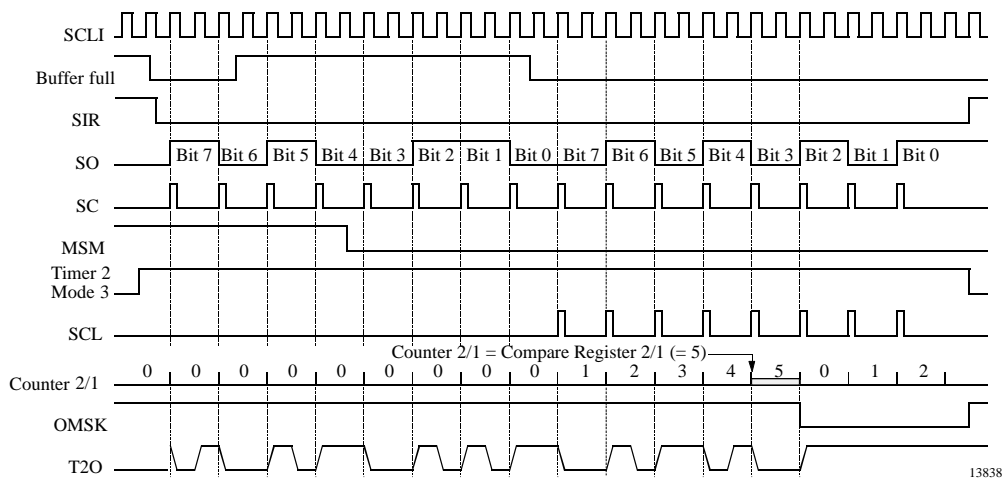 SCLI
Buffer full
SIR
SO Bit 7 Bit 6 Bit 5 Bit 4 Bit 3 Bit 2 Bit 1 Bit 0 Bit 7 Bit 6 Bit 5 Bit 4 Bit 3 Bit 2 Bit 1 Bit 0
SC
MSM
Timer 2
Mode 3
SCL
Counter 2/1 = Compare Register 2/1 (= 5)
Counter 2/1 0 0 0 0 0 0 0 0 0 1 2 3 4 5 0 1 2
OMSK
T2O
13838